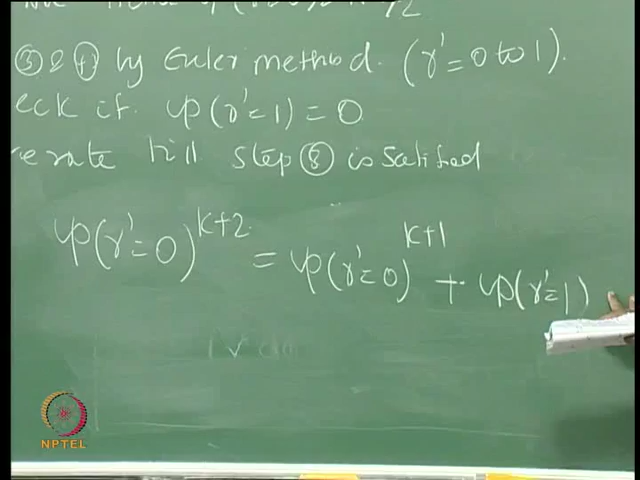 ③ & ④ by Euler method. (r' = 0 to 1).
eck if φ(r' = 1) = 0
erate till step ⑧ is satisfied
φ(r' = 0)^{k+2} = φ(r' = 0)^{k+1} + φ(r' = 1)
NPTEL